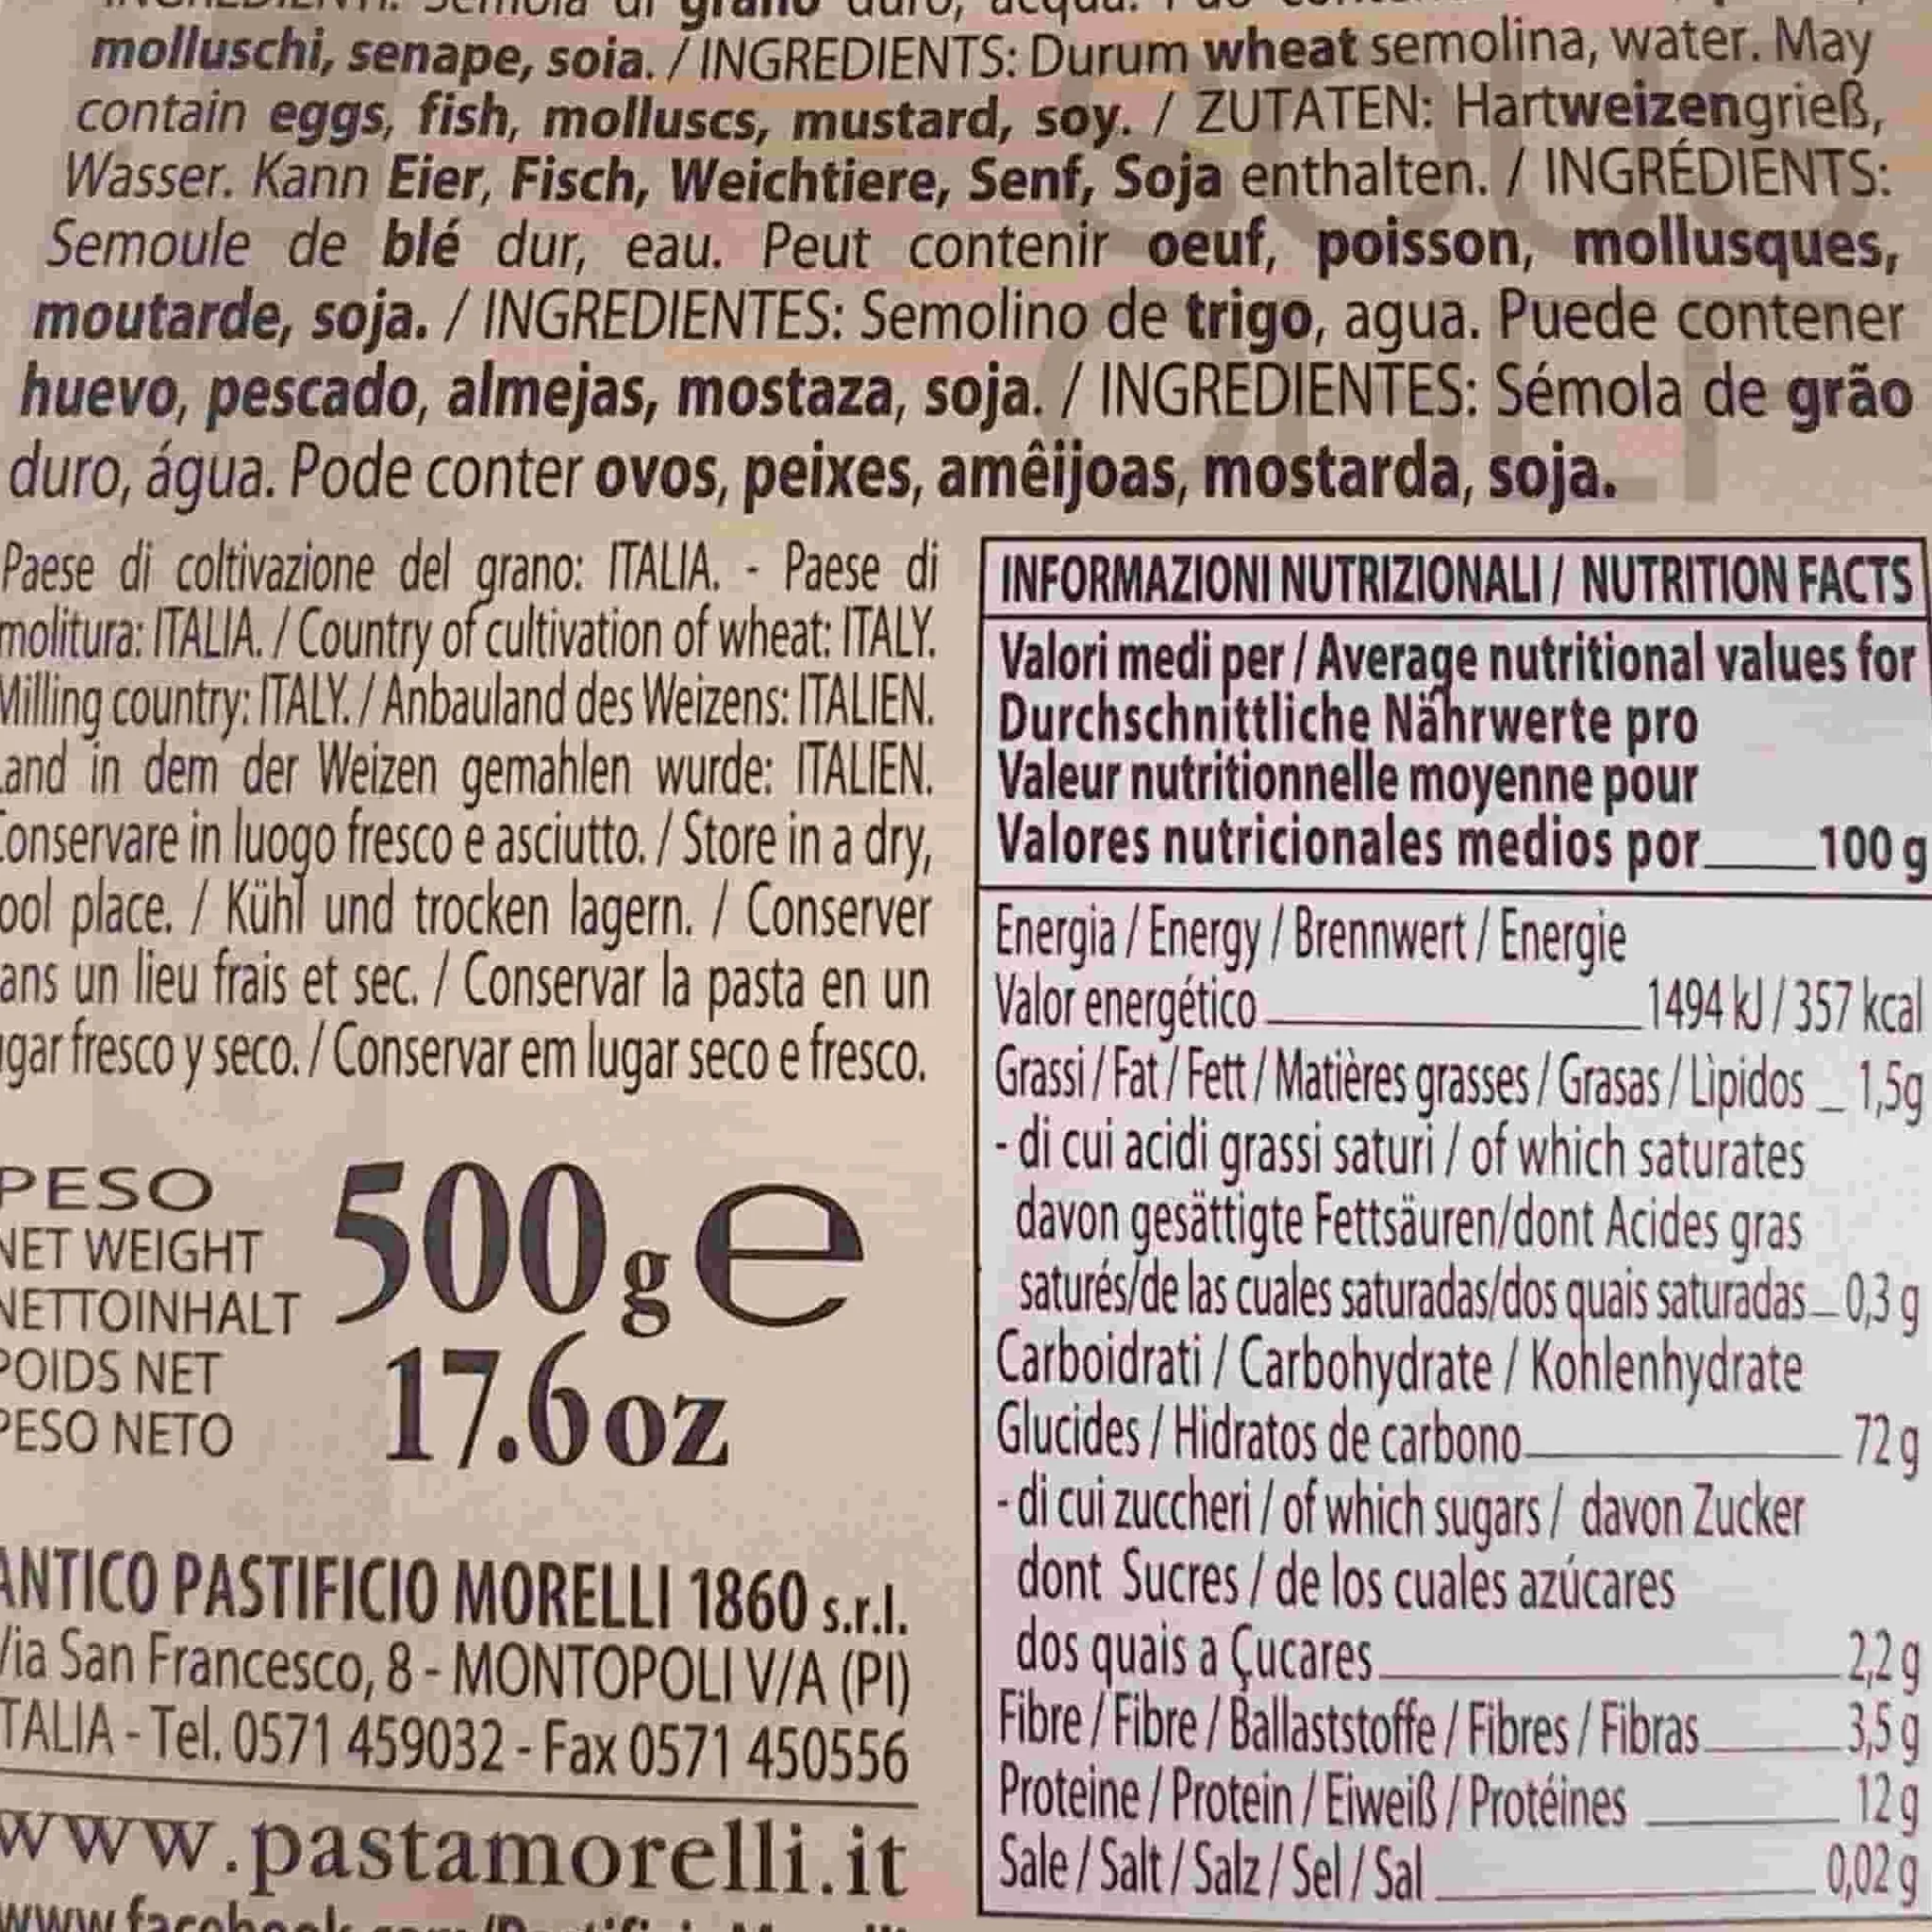 INGREDIENTI: Semola di grano duro, acqua. Può
molluschi, senape, soia. / INGREDIENTS: Durum wheat semolina, water. May
contain eggs, fish, molluscs, mustard, soy. / ZUTATEN: Hartweizengrieß,
Wasser. Kann Eier, Fisch, Weichtiere, Senf, Soja enthalten. / INGRÉDIENTS:
Semoule de blé dur, eau. Peut contenir oeuf, poisson, mollusques,
moutarde, soja. / INGREDIENTES: Semolino de trigo, agua. Puede contener
huevo, pescado, almejas, mostaza, soja. / INGREDIENTES: Sémola de grão
duro, água. Pode conter ovos, peixes, amêijoas, mostarda, soja.
Paese di coltivazione del grano: ITALIA. - Paese di
molitura: ITALIA. / Country of cultivation of wheat: ITALY.
Milling country: ITALY. / Anbauland des Weizens: ITALIEN.
Land in dem der Weizen gemahlen wurde: ITALIEN.
Conservare in luogo fresco e asciutto. / Store in a dry,
ool place. / Kühl und trocken lagern. / Conserver
ans un lieu frais et sec. / Conservar la pasta en un
gar fresco y seco. / Conservar em lugar seco e fresco.
PESO
NET WEIGHT
NETTOINHALT
POIDS NET
PESO NETO
500g e
17.6oz
ANTICO PASTIFICIO MORELLI 1860 s.r.l.
Via San Francesco, 8 - MONTOPOLI V/A (PI)
ITALIA - Tel. 0571 459032 - Fax 0571 450556
www.pastamorelli.it
INFORMAZIONI NUTRIZIONALI / NUTRITION FACTS
Valori medi per / Average nutritional values for
Durchschnittliche Nährwerte pro
Valeur nutritionnelle moyenne pour
Valores nutricionales medios por 100 g
Energia / Energy / Brennwert / Energie
Valor energético 1494 kJ / 357 kcal
Grassi / Fat / Fett / Matières grasses / Grasas / Lìpidos 1,5g
- di cui acidi grassi saturi / of which saturates
davon gesättigte Fettsäuren/dont Acides gras
saturés/de las cuales saturadas/dos quais saturadas 0,3 g
Carboidrati / Carbohydrate / Kohlenhydrate
Glucides / Hidratos de carbono 72 g
- di cui zuccheri / of which sugars / davon Zucker
dont Sucres / de los cuales azúcares
dos quais a Çucares 2,2 g
Fibre / Fibre / Ballaststoffe / Fibres / Fibras 3,5 g
Proteine / Protein / Eiweiß / Protéines 12 g
Sale / Salt / Salz / Sel / Sal 0,02 g